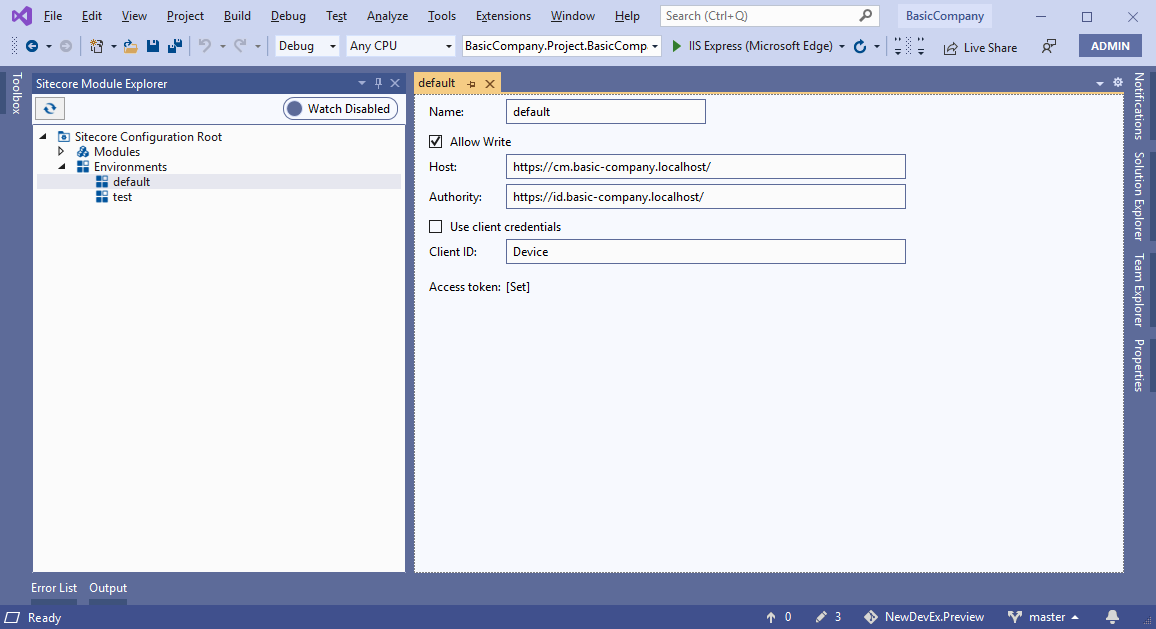 File Edit View Project Build Debug Test Analyze Tools Extensions Window Help Search (Ctrl+Q) BasicCompany
Debug Any CPU BasicCompany.Project.BasicComp IIS Express (Microsoft Edge) Live Share ADMIN
Toolbox
Sitecore Module Explorer
Watch Disabled
Sitecore Configuration Root
Modules
Environments
default
test
default
Name: default
Allow Write
Host: https://cm.basic-company.localhost/
Authority: https://id.basic-company.localhost/
Use client credentials
Client ID: Device
Access token: [Set]
Notifications
Solution Explorer
Team Explorer
Properties
Error List Output
Ready 0 3 NewDevEx.Preview master